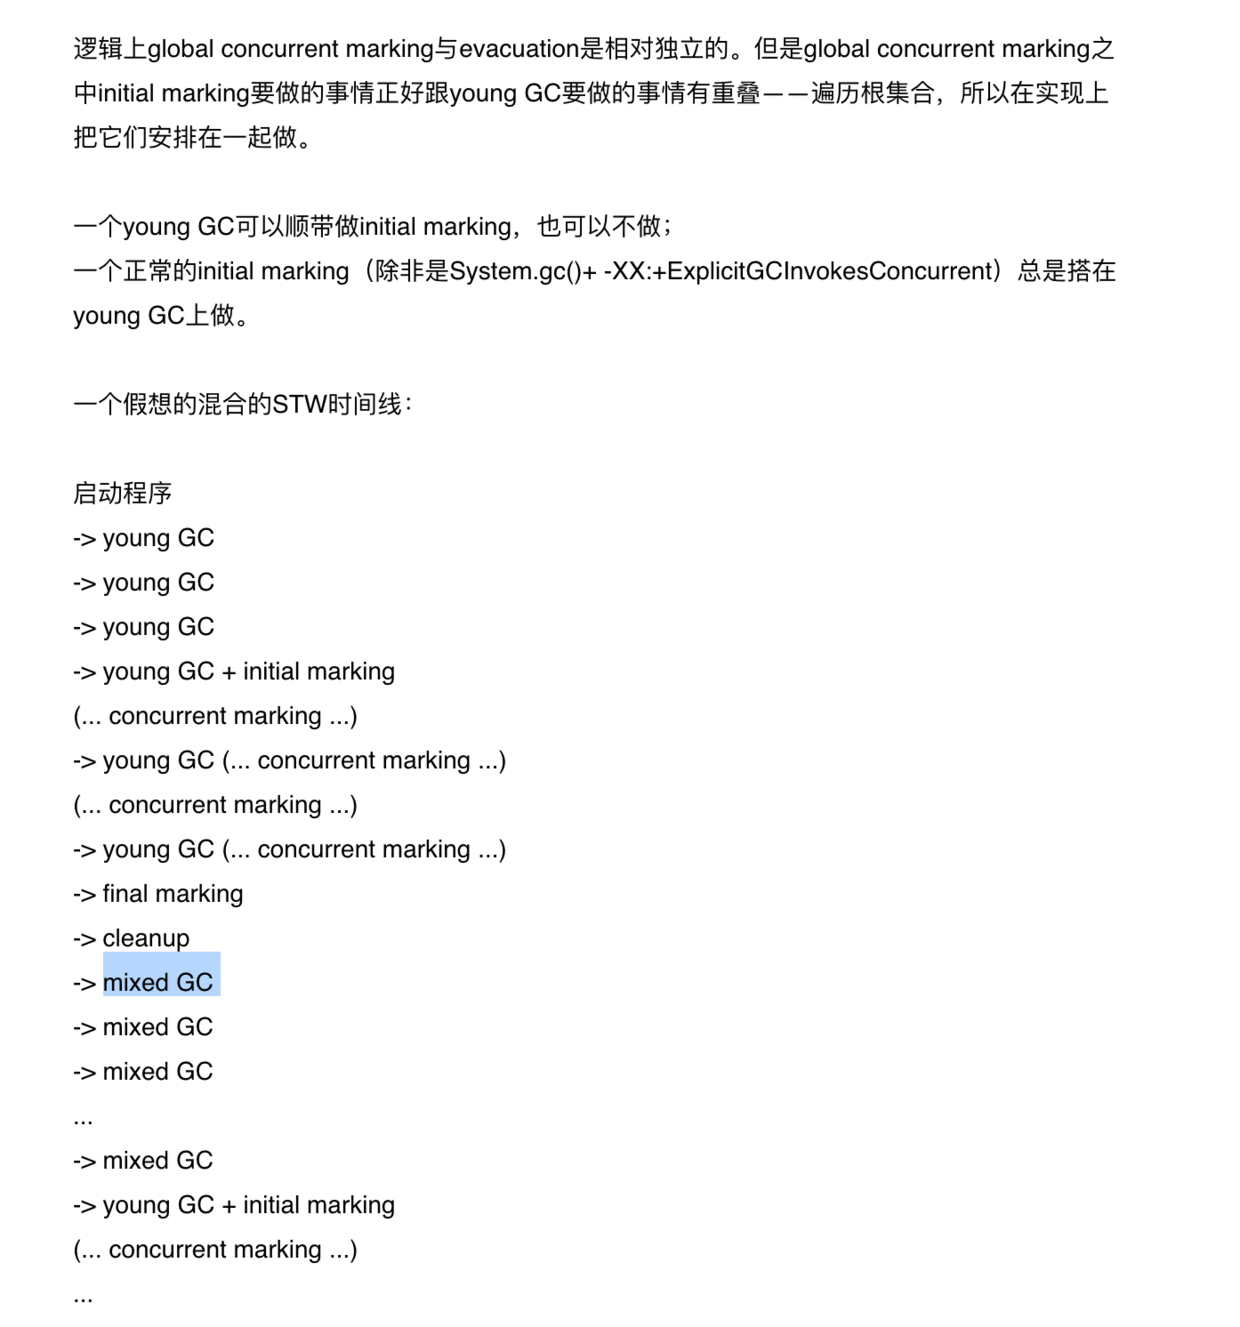 逻辑上global concurrent marking与evacuation是相对独立的。但是global concurrent marking之
中initial marking要做的事情正好跟young GC要做的事情有重叠——遍历根集合，所以在实现上
把它们安排在一起做。
一个young GC可以顺带做initial marking，也可以不做；
一个正常的initial marking（除非是System.gc()+ -XX:+ExplicitGCInvokesConcurrent）总是搭在
young GC上做。
一个假想的混合的STW时间线：
启动程序
-> young GC
-> young GC
-> young GC
-> young GC + initial marking
(... concurrent marking ...)
-> young GC (... concurrent marking ...)
(... concurrent marking ...)
-> young GC (... concurrent marking ...)
-> final marking
-> cleanup
-> mixed GC
-> mixed GC
-> mixed GC
...
-> mixed GC
-> young GC + initial marking
(... concurrent marking ...)
...